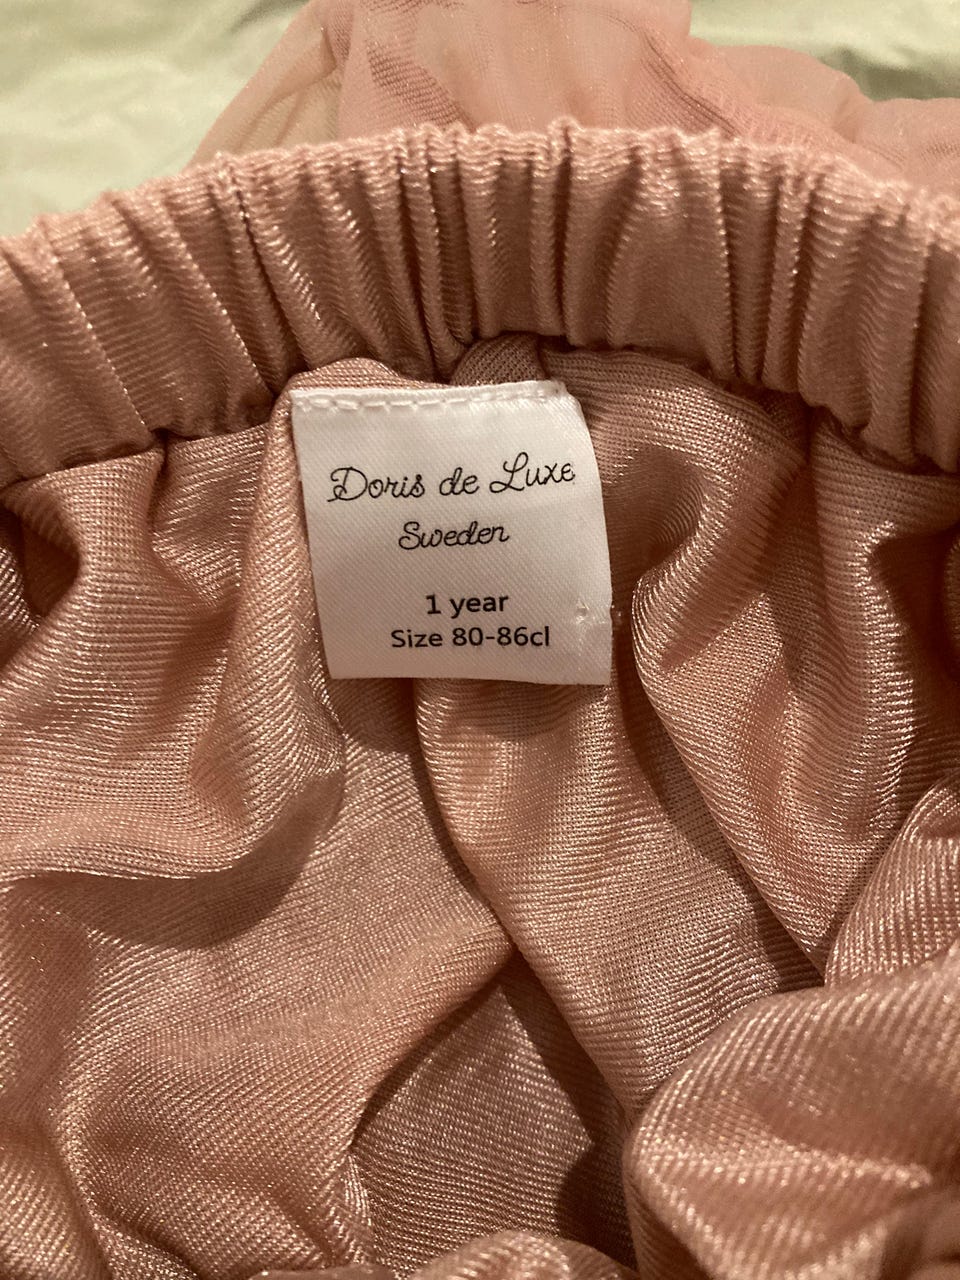 Doris de Luxe
Sweden
1 year
Size 80-86cl